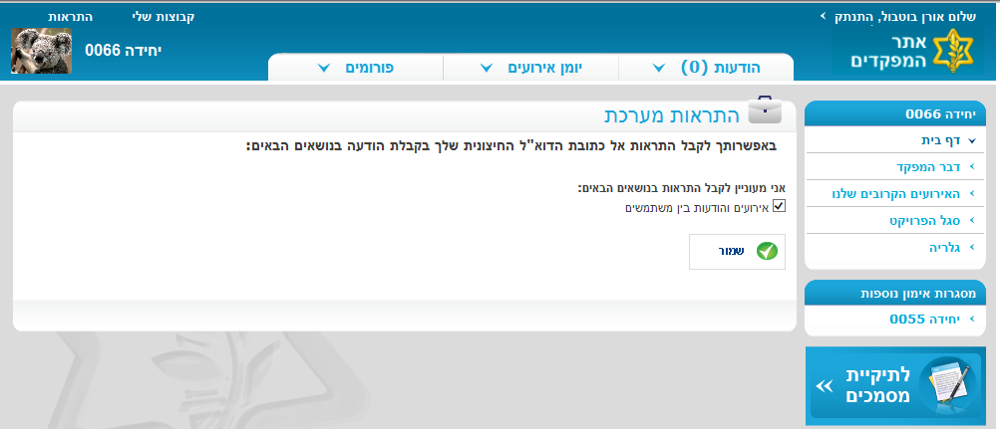 שלום אורן בוטבול, התנתק
קבוצות שלי
התראות
אתר
המפקדים
יחידה 0066
הודעות (0)
יומן אירועים
פורומים
יחידה 0066
דף בית
דבר המפקד
האירועים הקרובים שלנו
סגל הפרויקט
גלריה
מסגרות אימון נוספות
יחידה 0055
לתיקיית
מסמכים
התראות מערכת
באפשרותך לקבל התראות אל כתובת הדוא"ל החיצונית שלך בקבלת הודעה בנושאים הבאים:
אני מעוניין לקבל התראות בנושאים הבאים:
אירועים והודעות בין משתמשים
שמור